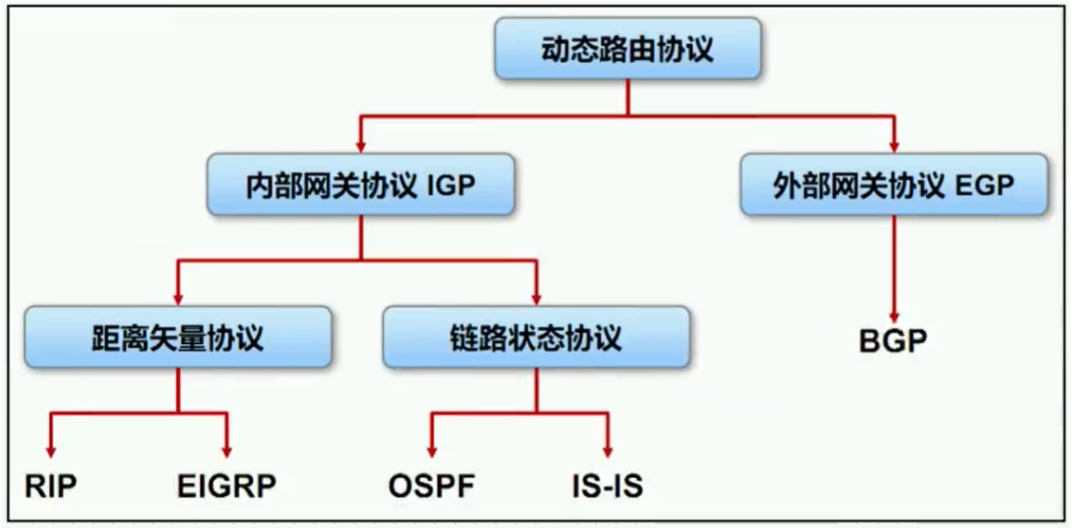 动态路由协议
内部网关协议 IGP
外部网关协议 EGP
距离矢量协议
链路状态协议
BGP
RIP
EIGRP
OSPF
IS-IS